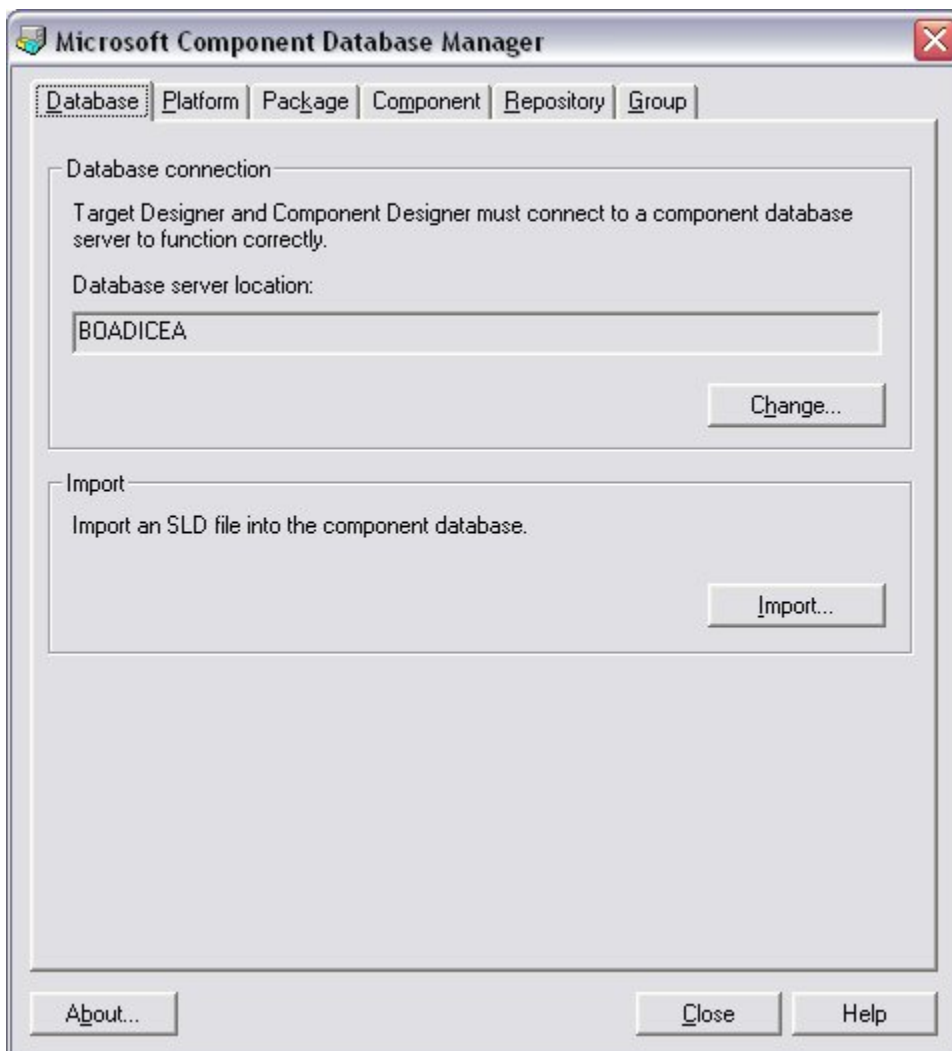 Microsoft Component Database Manager
Database Platform Package Component Repository Group
Database connection
Target Designer and Component Designer must connect to a component database
server to function correctly.
Database server location:
BOADICEA
Change...
Import
Import an SLD file into the component database.
Import...
About... Close Help